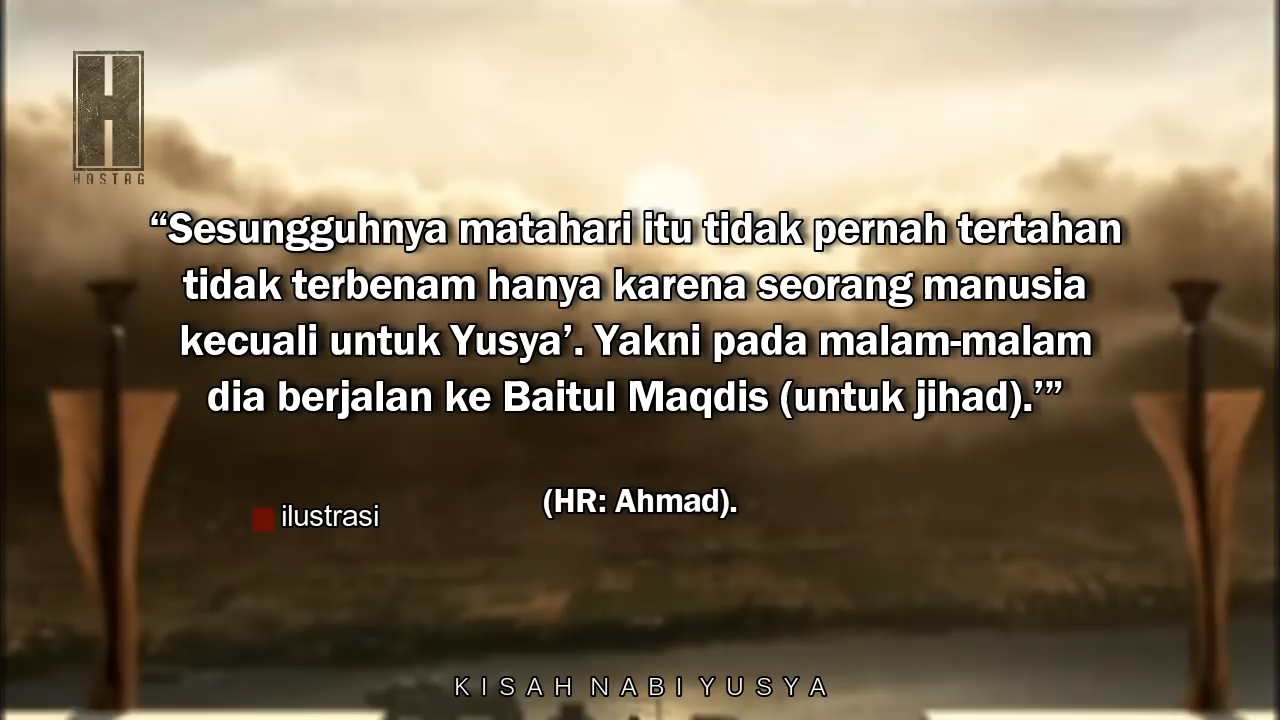 H
HASTAG
“Sesungguhnya matahari itu tidak pernah tertahan
tidak terbenam hanya karena seorang manusia
kecuali untuk Yusya’. Yakni pada malam-malam
dia berjalan ke Baitul Maqdis (untuk jihad).’”
(HR: Ahmad).
ilustrasi
KISAH NABI YUSYA